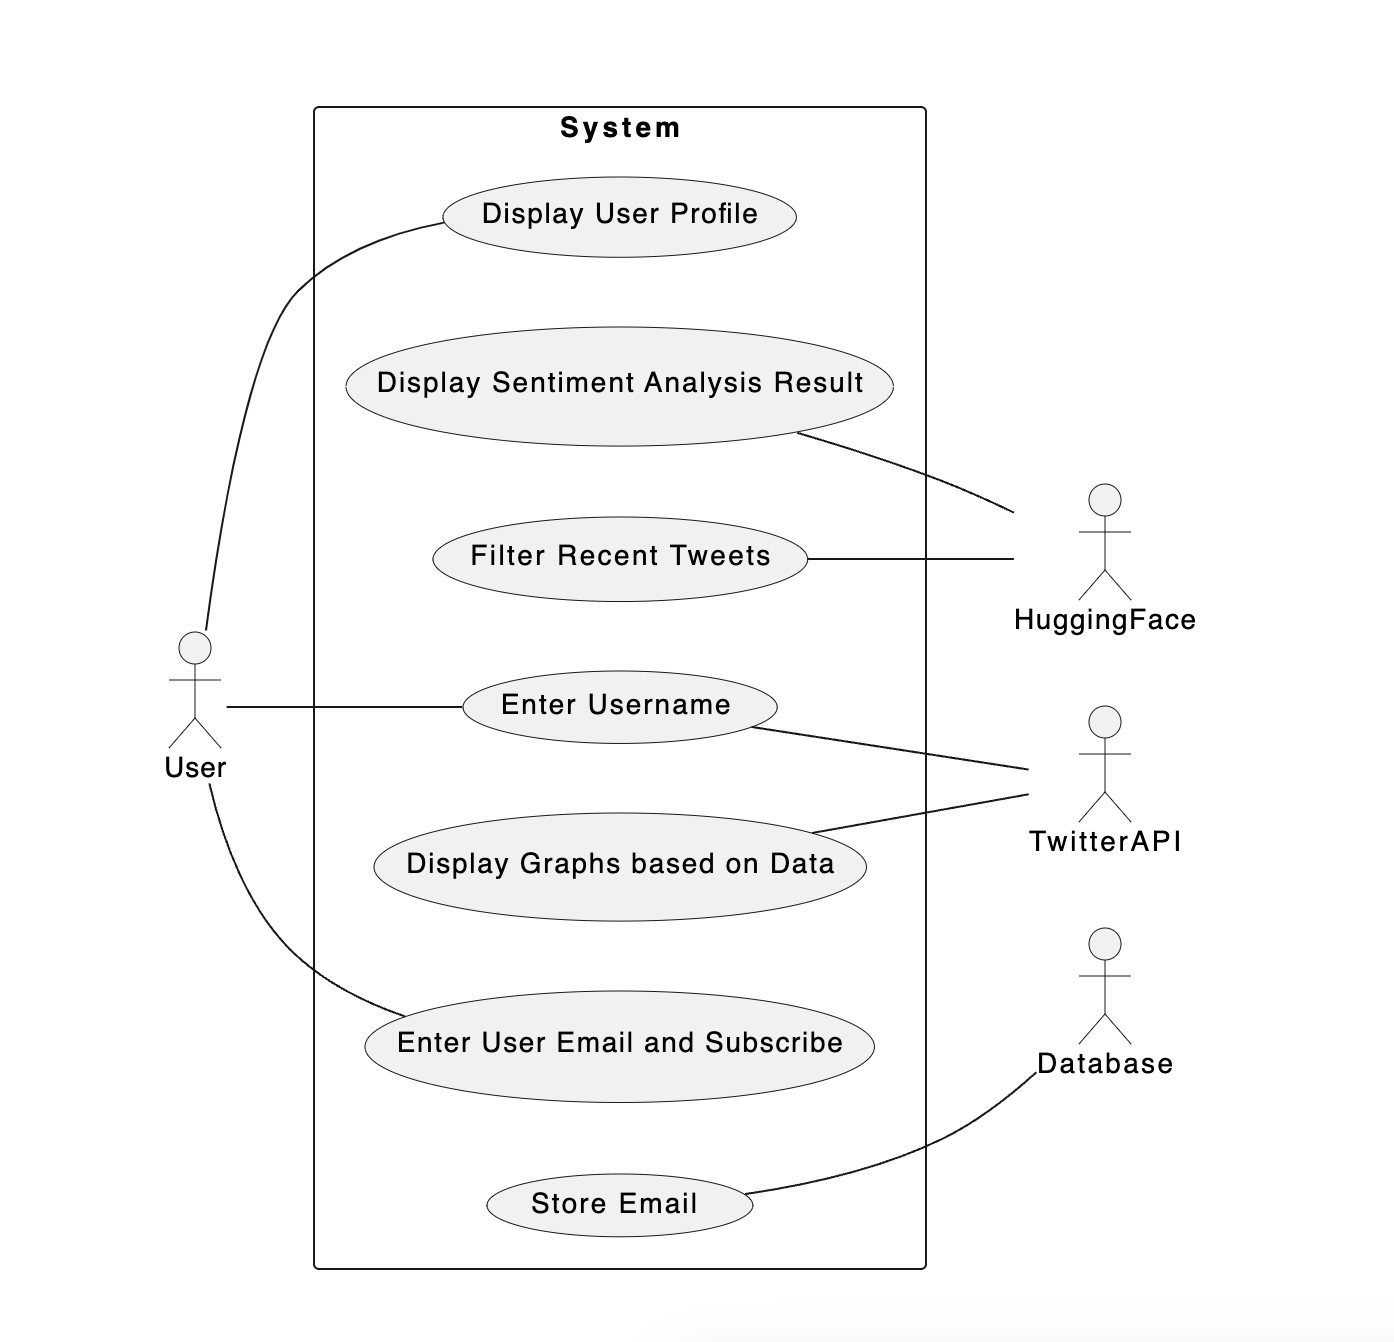 System
Display User Profile
Display Sentiment Analysis Result
Filter Recent Tweets
HuggingFace
Enter Username
User
TwitterAPI
Display Graphs based on Data
Enter User Email and Subscribe
Database
Store Email